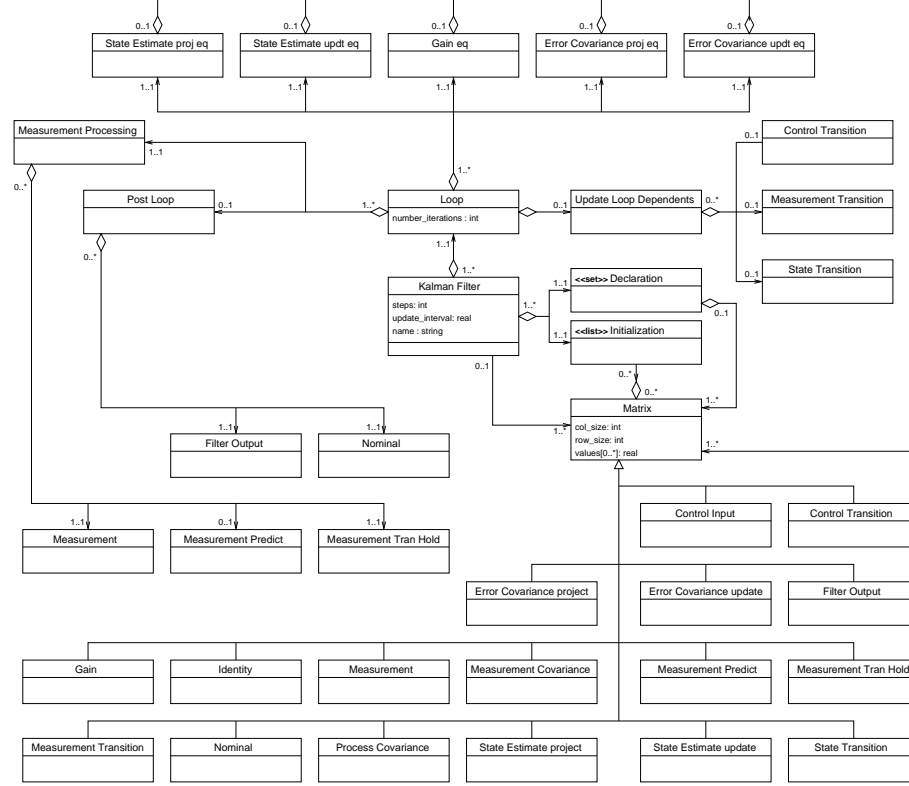 0..1 0..1 0..1 0..1 0..1
State Estimate proj eq State Estimate updt eq Gain eq Error Covariance proj eq Error Covariance updt eq
1..1 1..1 1..1 1..1 1..1
Measurement Processing Control Transition
1..1 0..1
0..* 1..*
Post Loop Loop Update Loop Dependents Measurement Transition
0..1 1..* 0..1 0..* 0..1
number_iterations : int
0..* 1..1
State Transition
0..1
1..*
Kalman Filter <<set>> Declaration
steps: int
update_interval: real
name : string
1..* 1..1 0..1
<<list>> Initialization
1..1
0..1 0..*
0..*
Matrix
1..*
col_size: int
row_size: int
values[0..*]: real
1..* 1..*
1..1 1..1
Filter Output Nominal
Control Input Control Transition
1..1 0..1 1..1
Measurement Measurement Predict Measurement Tran Hold
Error Covariance project Error Covariance update Filter Output
Gain Identity Measurement Measurement Covariance Measurement Predict Measurement Tran Hold
Measurement Transition Nominal Process Covariance State Estimate project State Estimate update State Transition